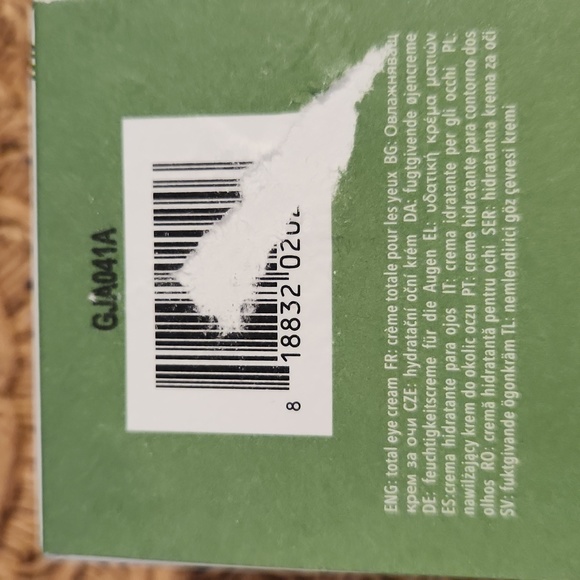 GJA041A
8 18832 020
ENG: total eye cream FR: crème totale pour les yeux BG: Овлажняващ
крем за очи CZE: hydratační oční krém DA: fugtgivende øjencreme
DE: feuchtigkeitscreme für die Augen EL: υδατική κρέμα ματιών
ES:crema hidratante para ojos IT: crema idratante per gli occhi PL:
nawilżający krem do okolic oczu PT: creme hidratante para contorno dos
olhos RO: cremă hidratantă pentru ochi SER: hidratantna krema za oči
SV: fuktgivande ögonkräm TL: nemlendirici göz çevresi kremi